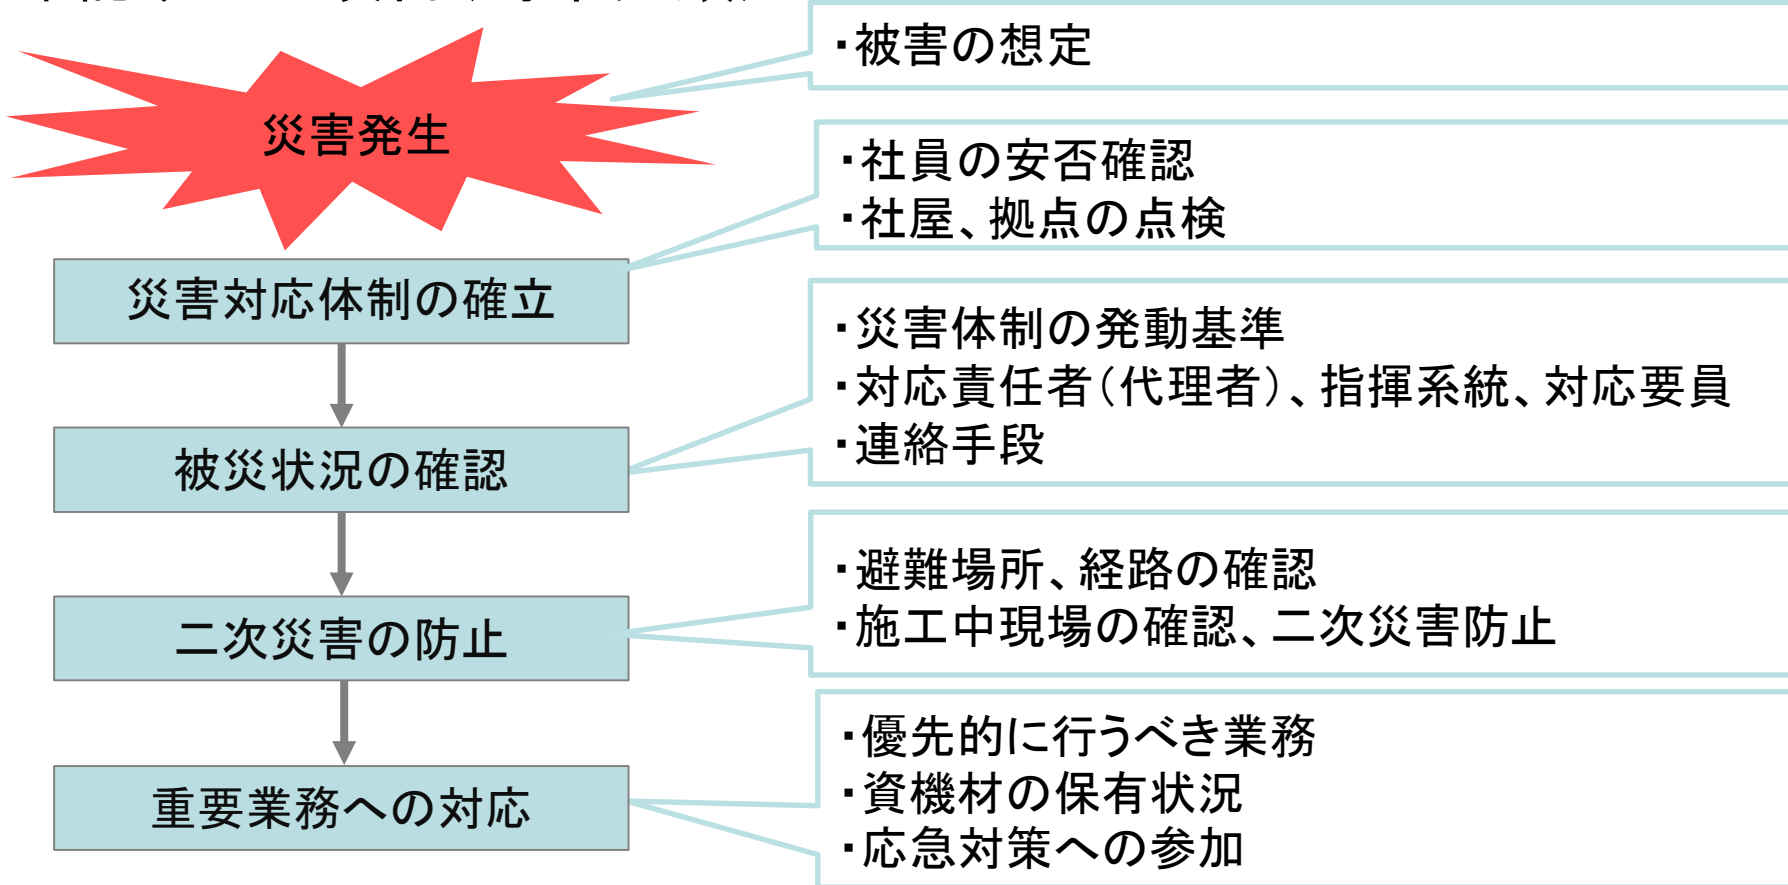 ・被害の想定
災害発生
・社員の安否確認
・社屋、拠点の点検
災害対応体制の確立
・災害体制の発動基準
・対応責任者(代理者)、指揮系統、対応要員
・連絡手段
被災状況の確認
・避難場所、経路の確認
・施工中現場の確認、二次災害防止
二次災害の防止
・優先的に行うべき業務
・資機材の保有状況
・応急対策への参加
重要業務への対応